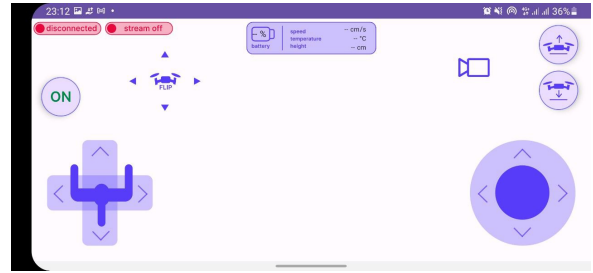 23:12
36%
disconnected
stream off
- %
battery
speed -- cm/s
temperature -- °C
height -- cm
FLIP
ON